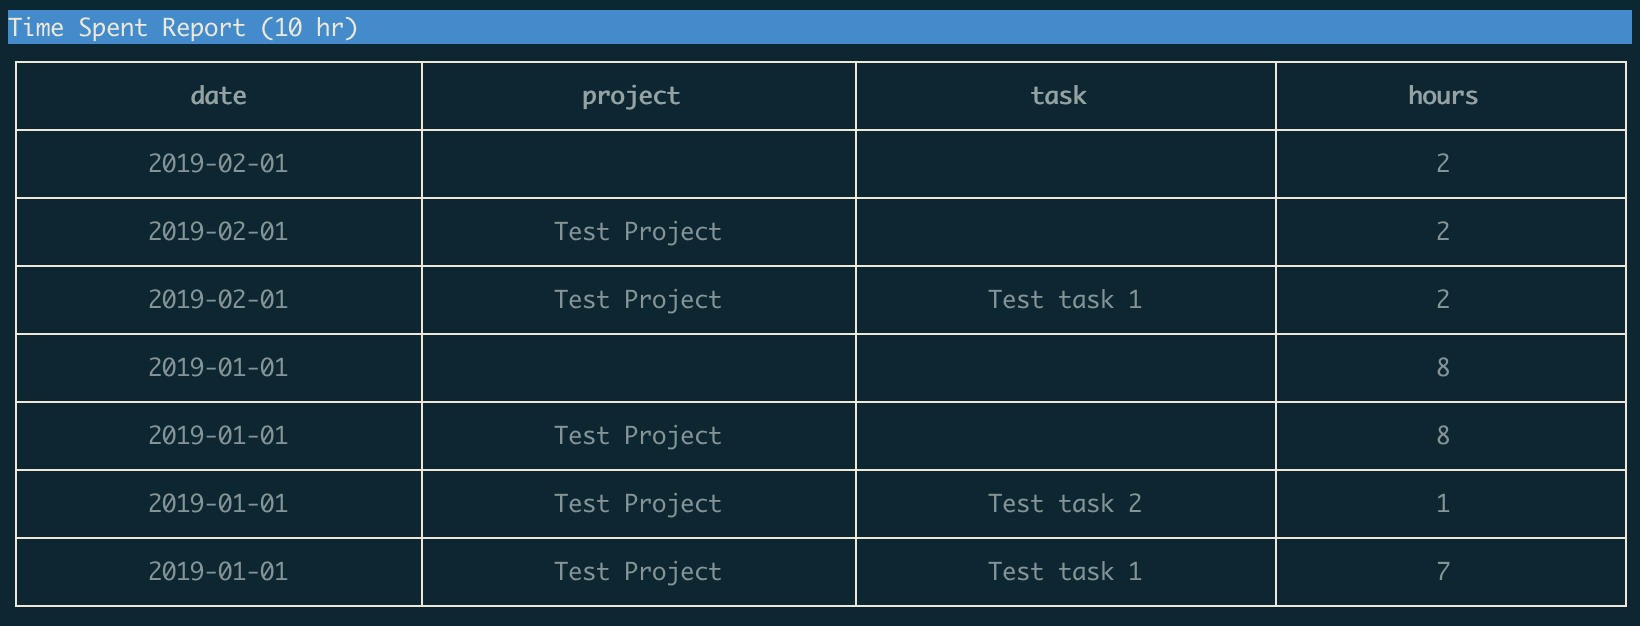 Time Spent Report (10 hr)
date project task hours
2019-02-01 2
2019-02-01 Test Project 2
2019-02-01 Test Project Test task 1 2
2019-01-01 8
2019-01-01 Test Project 8
2019-01-01 Test Project Test task 2 1
2019-01-01 Test Project Test task 1 7